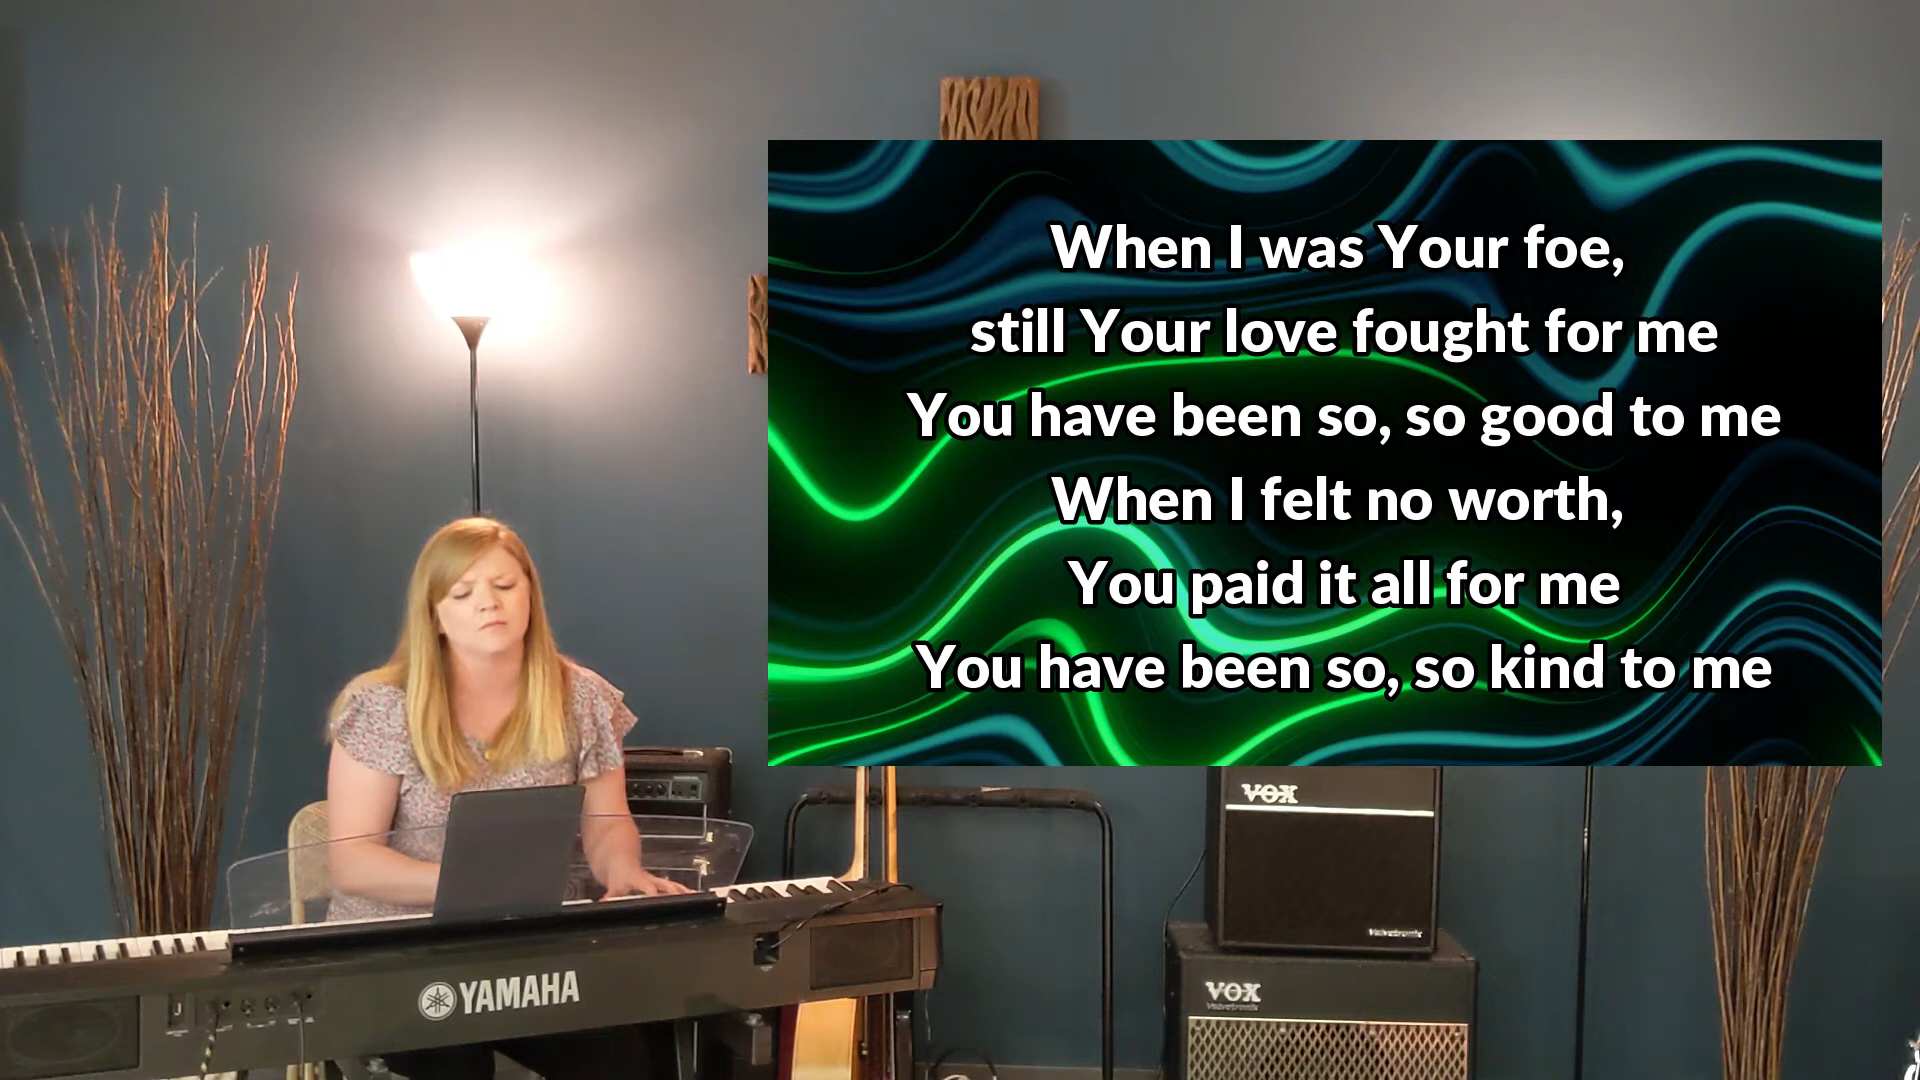 When I was Your foe,
still Your love fought for me
You have been so, so good to me
When I felt no worth,
You paid it all for me
You have been so, so kind to me
VOX
Valvetronix
VOX
Valvetronix
YAMAHA